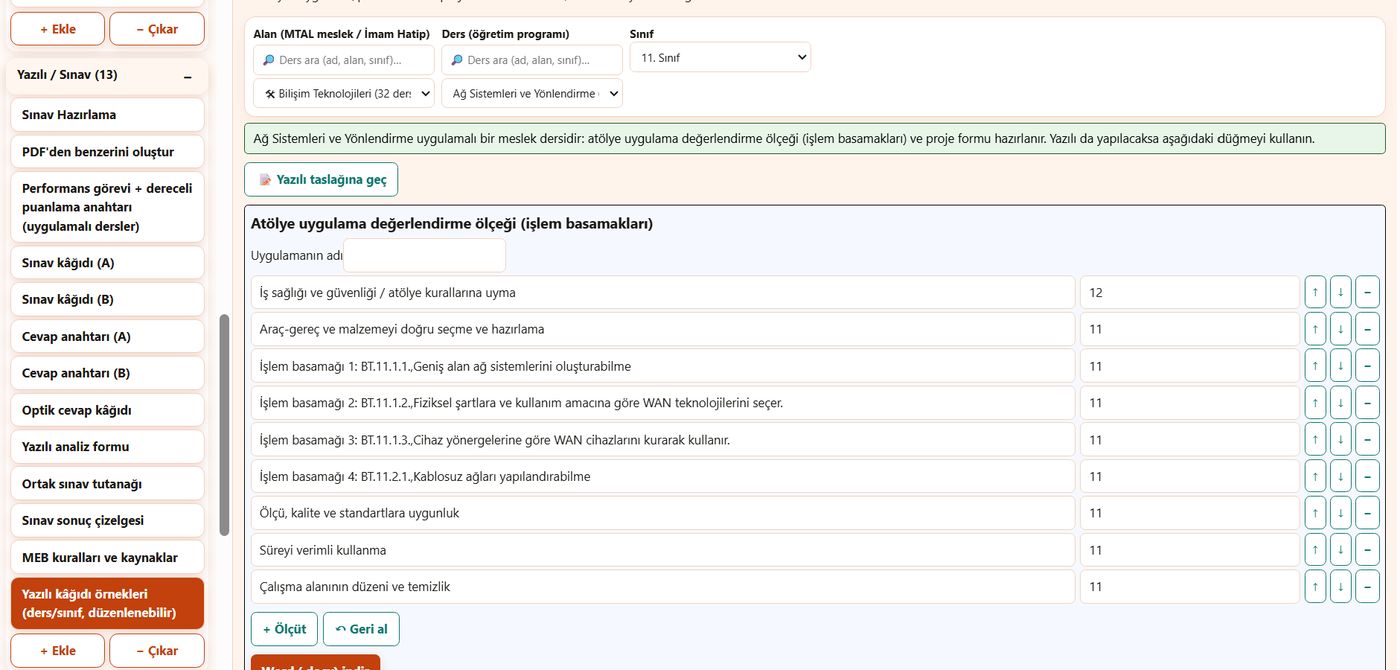 + Ekle
− Çıkar
Yazılı / Sınav (13)
−
Sınav Hazırlama
PDF'den benzerini oluştur
Performans görevi + dereceli
puanlama anahtarı
(uygulamalı dersler)
Sınav kâğıdı (A)
Sınav kâğıdı (B)
Cevap anahtarı (A)
Cevap anahtarı (B)
Optik cevap kâğıdı
Yazılı analiz formu
Ortak sınav tutanağı
Sınav sonuç çizelgesi
MEB kuralları ve kaynaklar
Yazılı kâğıdı örnekleri
(ders/sınıf, düzenlenebilir)
+ Ekle
− Çıkar
Alan (MTAL meslek / İmam Hatip)
Ders ara (ad, alan, sınıf)...
Bilişim Teknolojileri (32 ders
Ders (öğretim programı)
Ders ara (ad, alan, sınıf)...
Ağ Sistemleri ve Yönlendirme
Sınıf
11. Sınıf
Ağ Sistemleri ve Yönlendirme uygulamalı bir meslek dersidir: atölye uygulama değerlendirme ölçeği (işlem basamakları) ve proje formu hazırlanır. Yazılı da yapılacaksa aşağıdaki düğmeyi kullanın.
Yazılı taslağına geç
Atölye uygulama değerlendirme ölçeği (işlem basamakları)
Uygulamanın adı
İş sağlığı ve güvenliği / atölye kurallarına uyma 12 ↑ ↓ −
Araç-gereç ve malzemeyi doğru seçme ve hazırlama 11 ↑ ↓ −
İşlem basamağı 1: BT.11.1.1.,Geniş alan ağ sistemlerini oluşturabilme 11 ↑ ↓ −
İşlem basamağı 2: BT.11.1.2.,Fiziksel şartlara ve kullanım amacına göre WAN teknolojilerini seçer. 11 ↑ ↓ −
İşlem basamağı 3: BT.11.1.3.,Cihaz yönergelerine göre WAN cihazlarını kurarak kullanır. 11 ↑ ↓ −
İşlem basamağı 4: BT.11.2.1.,Kablosuz ağları yapılandırabilme 11 ↑ ↓ −
Ölçü, kalite ve standartlara uygunluk 11 ↑ ↓ −
Süreyi verimli kullanma 11 ↑ ↓ −
Çalışma alanının düzeni ve temizlik 11 ↑ ↓ −
+ Ölçüt
↶ Geri al